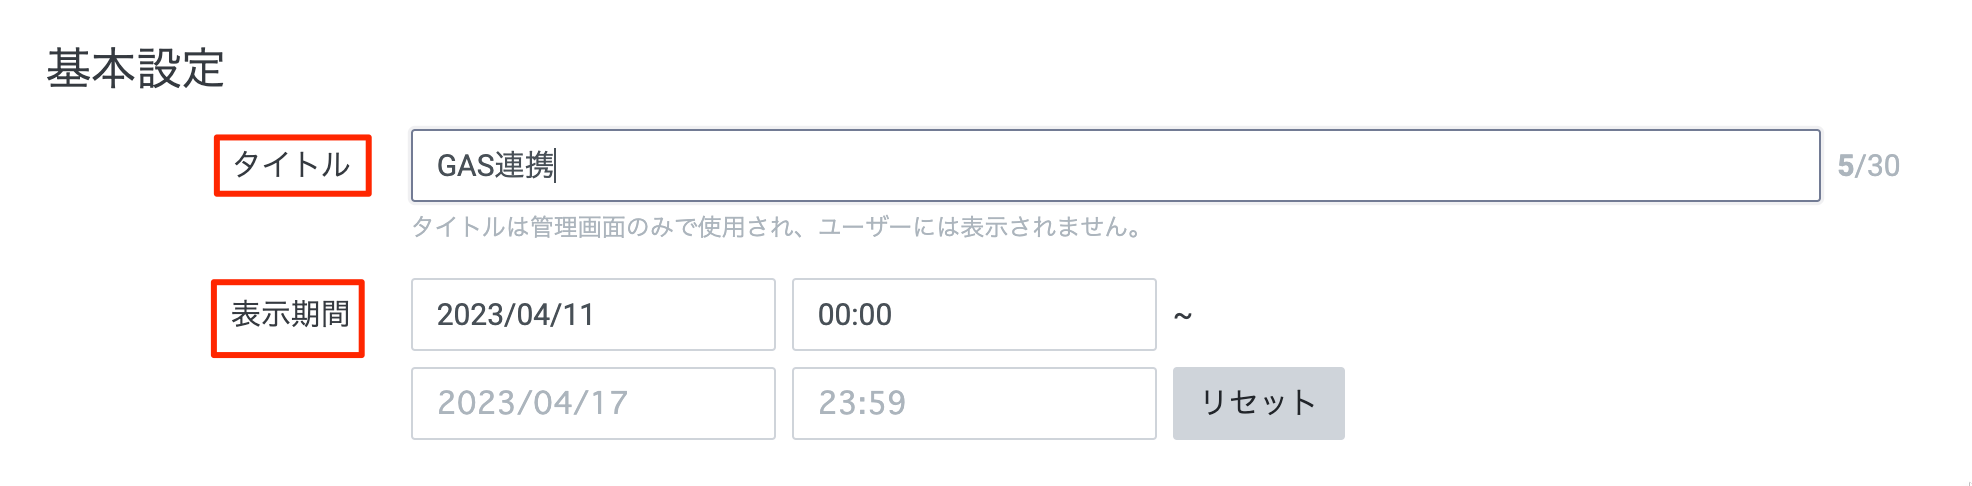 基本設定
タイトル
GAS連携
5/30
タイトルは管理画面のみで使用され、ユーザーには表示されません。
表示期間
2023/04/11
00:00
~
2023/04/17
23:59
リセット